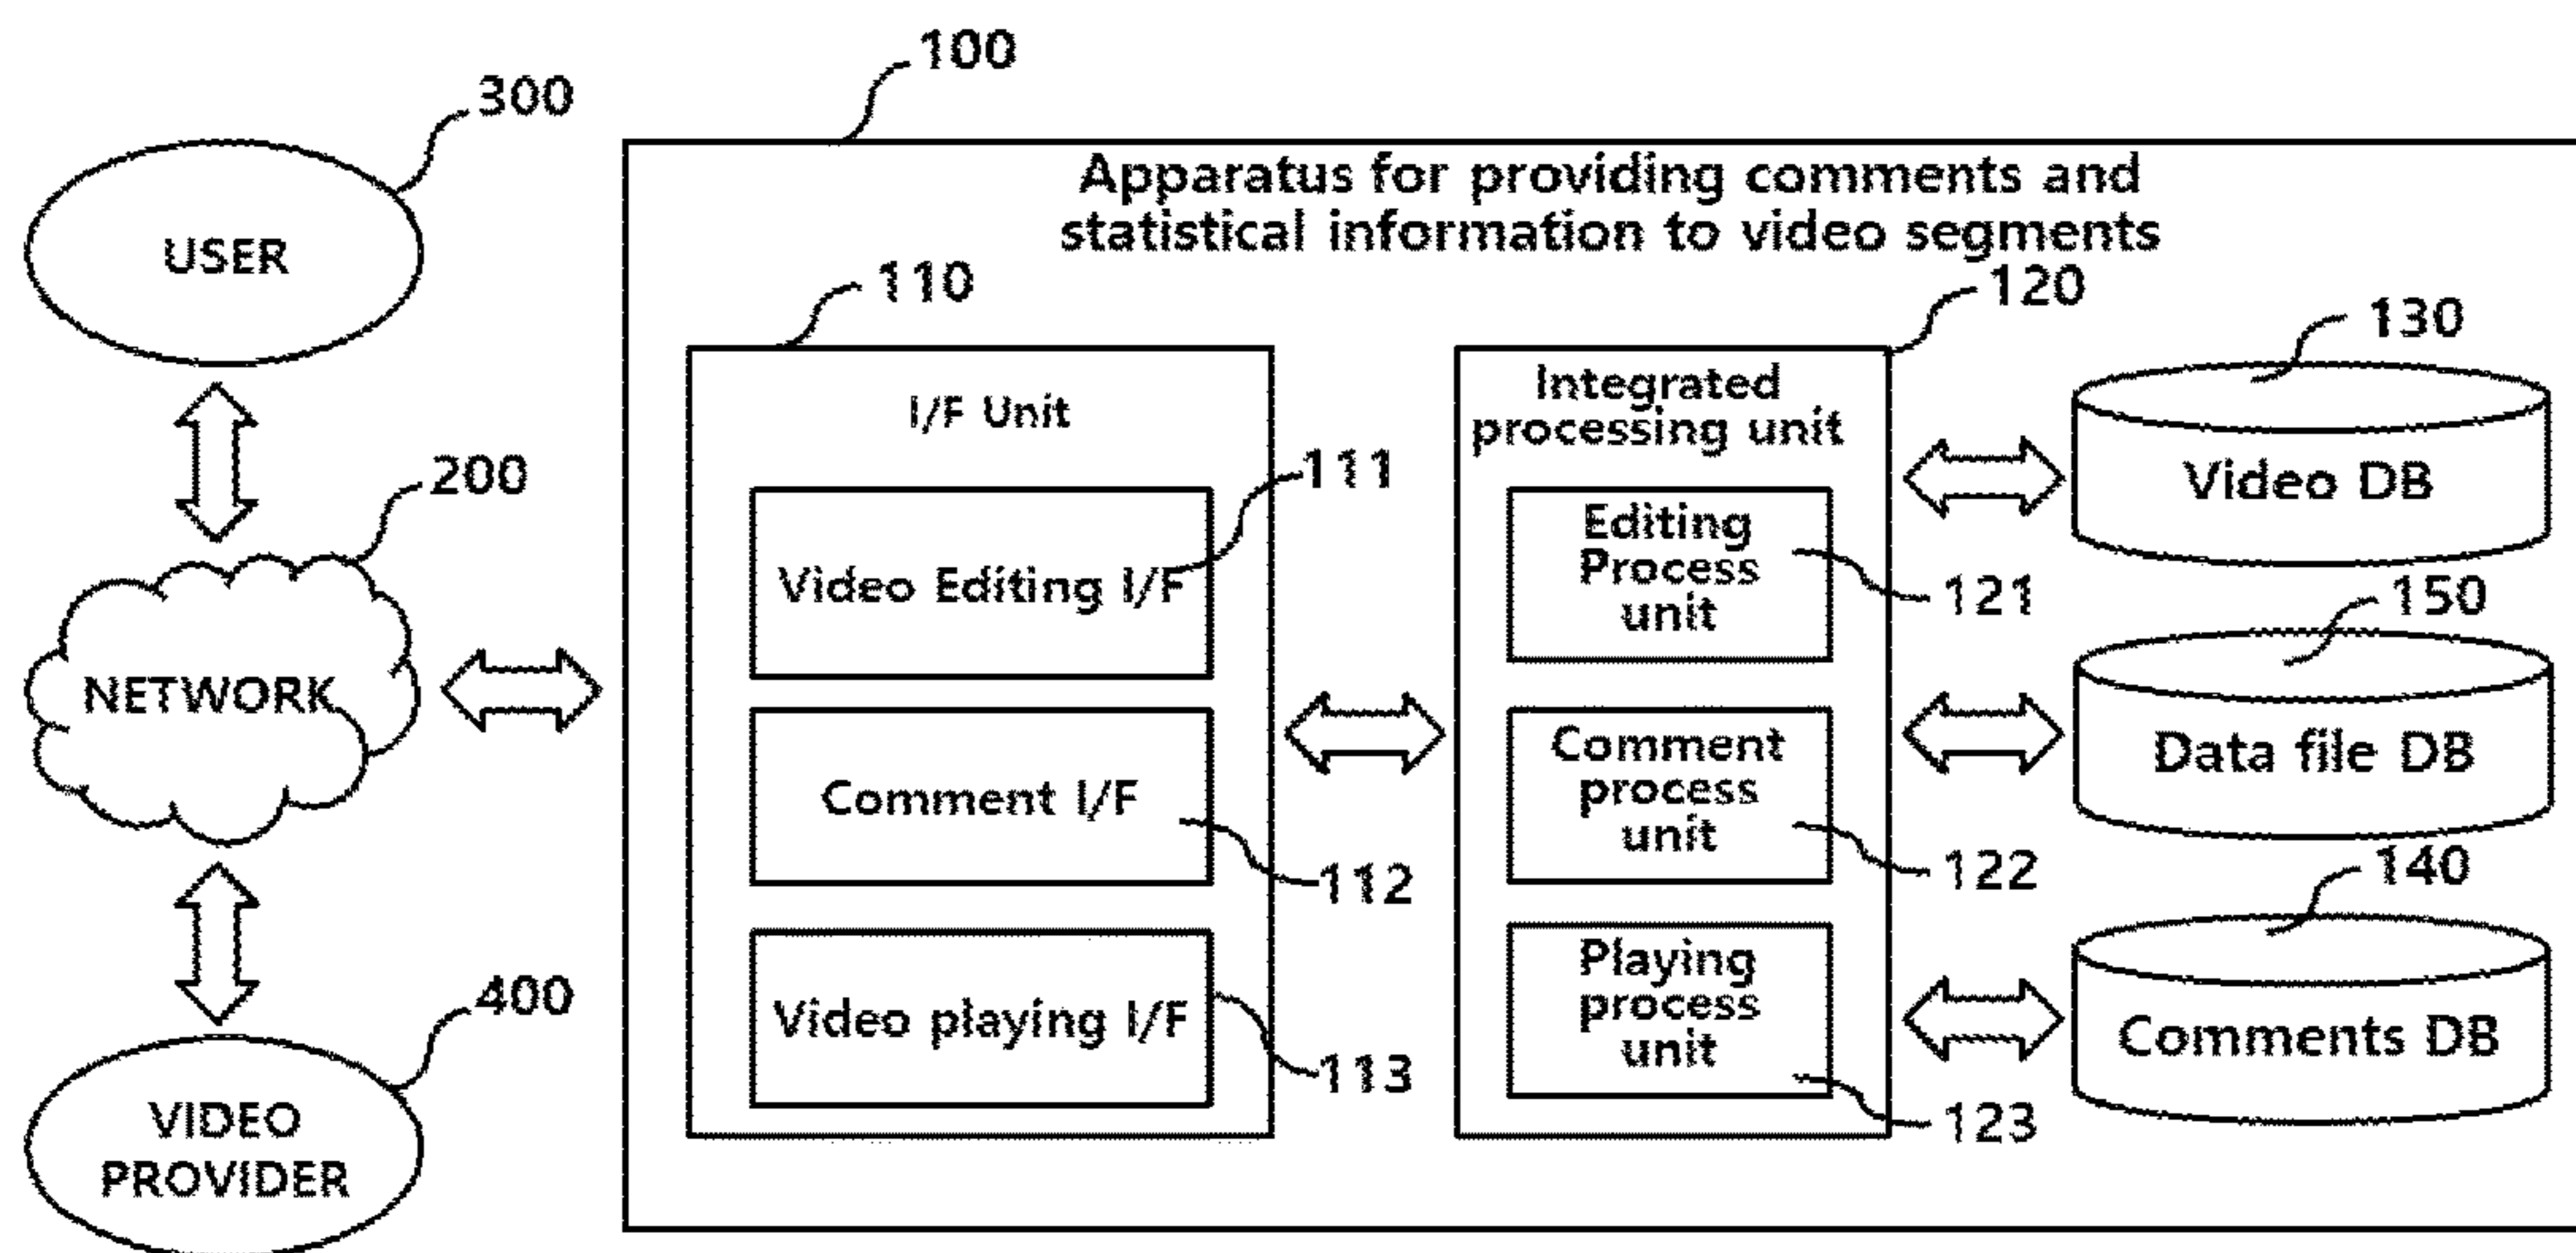 100
300
Apparatus for providing comments and
statistical information to video segments
USER
110
120
130
I/F Unit
Integrated
processing unit
111
200
Video DB
Video Editing I/F
Editing
Process
unit
121
150
NETWORK
Data file DB
Comment I/F
Comment
process
unit
112
122
140
Video playing I/F
Playing
process
unit
Comments DB
400
113
123
VIDEO
PROVIDER